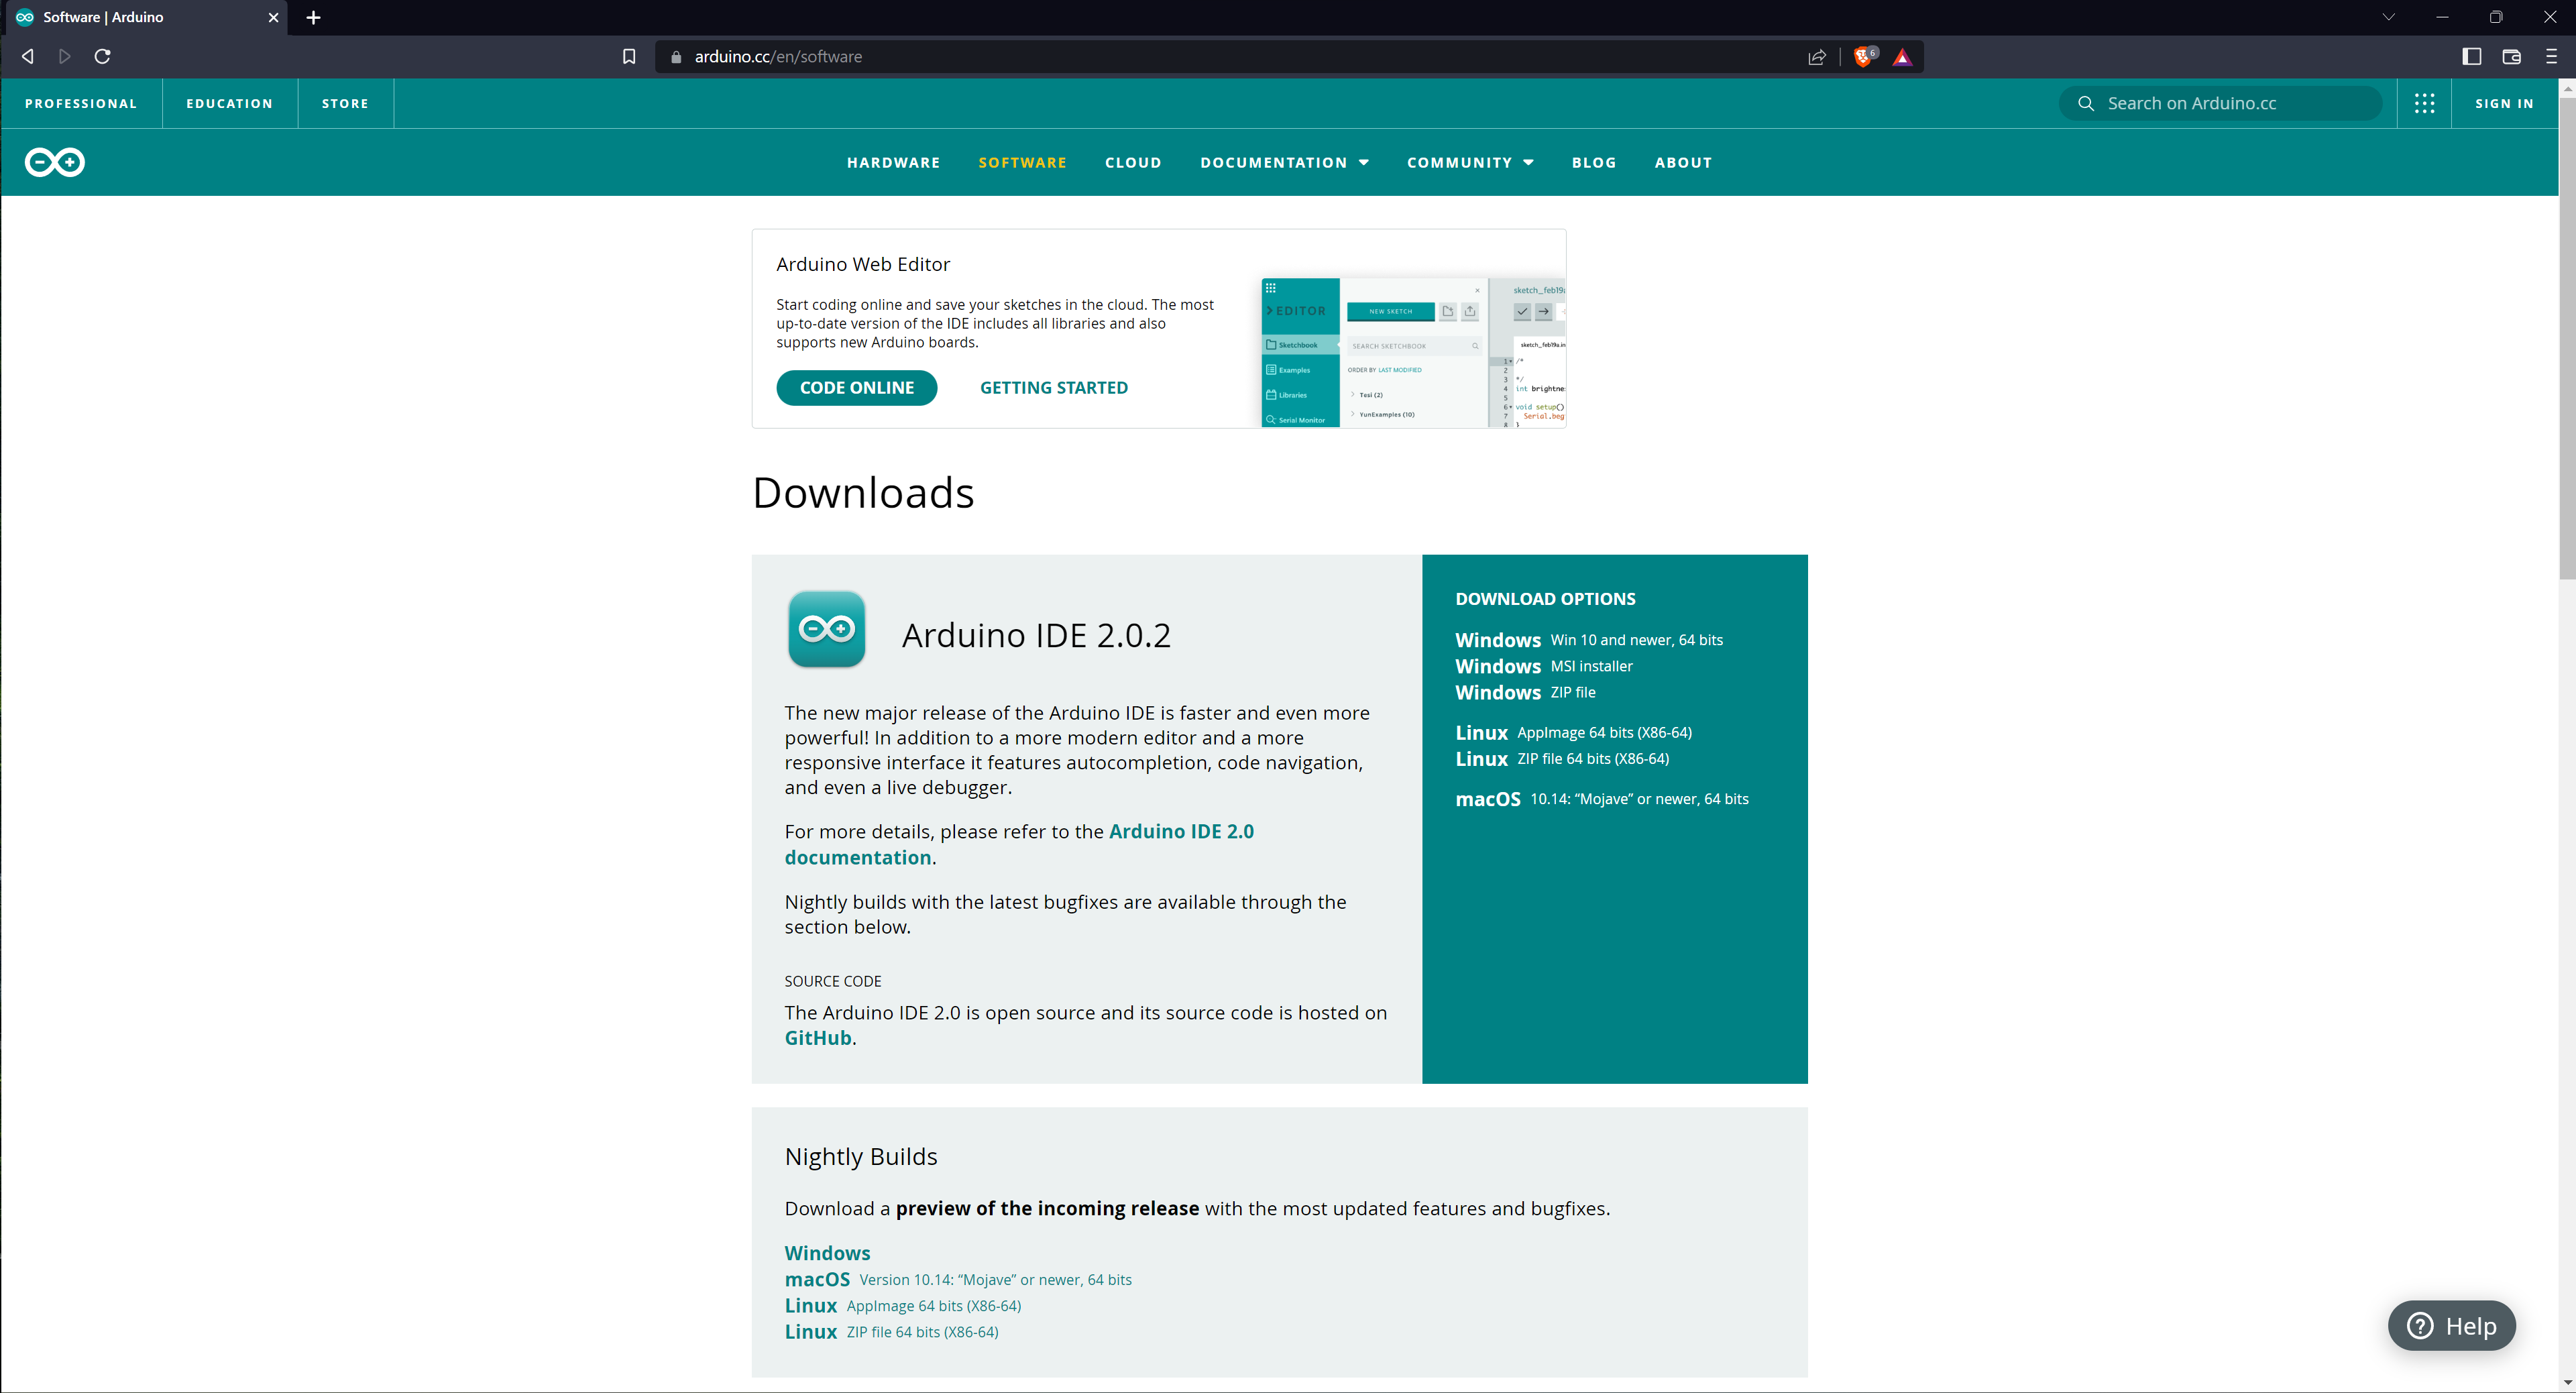 Software | Arduino
arduino.cc/en/software
6
PROFESSIONAL
EDUCATION
STORE
Search on Arduino.cc
SIGN IN
HARDWARE
SOFTWARE
CLOUD
DOCUMENTATION
COMMUNITY
BLOG
ABOUT
Arduino Web Editor
Start coding online and save your sketches in the cloud. The most
up-to-date version of the IDE includes all libraries and also
supports new Arduino boards.
CODE ONLINE
GETTING STARTED
EDITOR
Sketchbook
Examples
Libraries
Serial Monitor
NEW SKETCH
SEARCH SKETCHBOOK
ORDER BY LAST MODIFIED
Tesi (2)
YunExamples (10)
sketch_feb19a
sketch_feb19a.in
1 /*
2
3 */
4 int brightne
5
6 void setup()
7 Serial.beg
8 }
Downloads
Arduino IDE 2.0.2
The new major release of the Arduino IDE is faster and even more
powerful! In addition to a more modern editor and a more
responsive interface it features autocompletion, code navigation,
and even a live debugger.
For more details, please refer to the Arduino IDE 2.0
documentation.
Nightly builds with the latest bugfixes are available through the
section below.
SOURCE CODE
The Arduino IDE 2.0 is open source and its source code is hosted on
GitHub.
DOWNLOAD OPTIONS
Windows Win 10 and newer, 64 bits
Windows MSI installer
Windows ZIP file
Linux AppImage 64 bits (X86-64)
Linux ZIP file 64 bits (X86-64)
macOS 10.14: “Mojave” or newer, 64 bits
Nightly Builds
Download a preview of the incoming release with the most updated features and bugfixes.
Windows
macOS Version 10.14: “Mojave” or newer, 64 bits
Linux AppImage 64 bits (X86-64)
Linux ZIP file 64 bits (X86-64)
Help